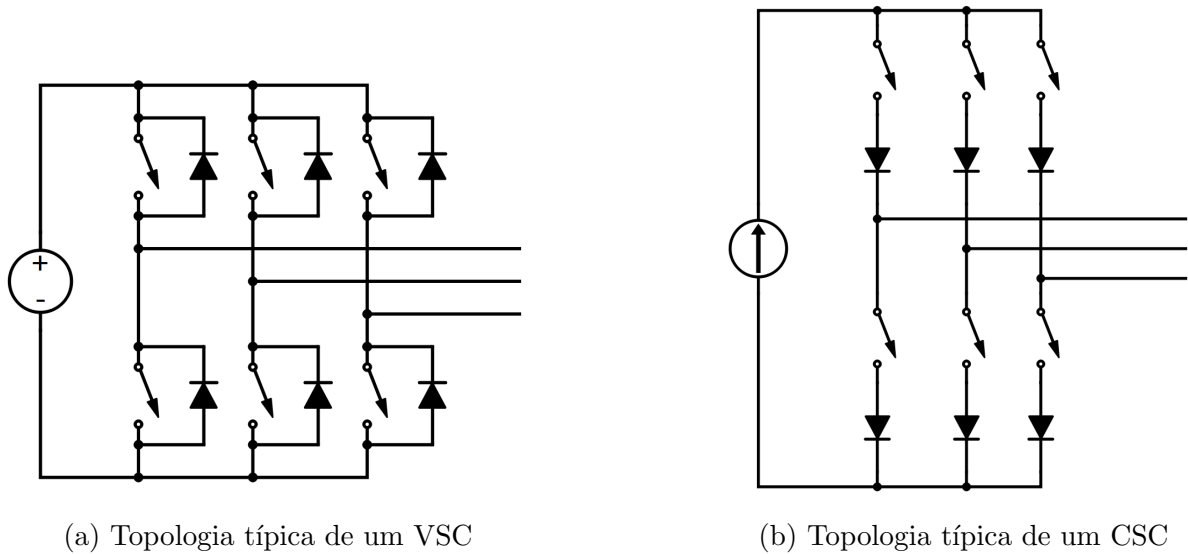 +
-
(a) Topologia típica de um VSC
(b) Topologia típica de um CSC